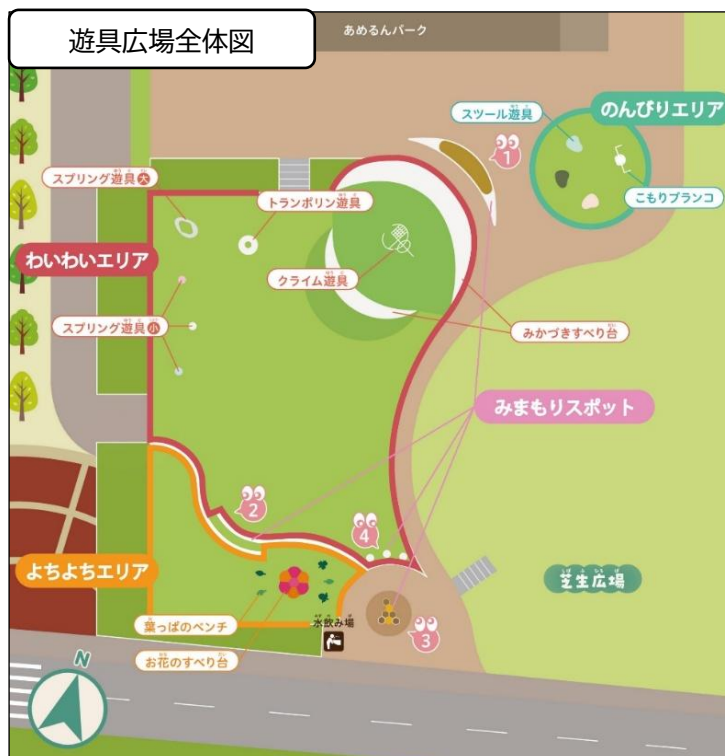 遊具広場全体図
あめるんパーク
のんびりエリア
スツール遊具
1
こもりブランコ
スプリング遊具大
トランポリン遊具
わいわいエリア
クライム遊具
スプリング遊具小
みかづきすべり台
みまもりスポット
2
4
よちよちエリア
芝生広場
葉っぱのベンチ
水飲み場
3
お花のすべり台
N